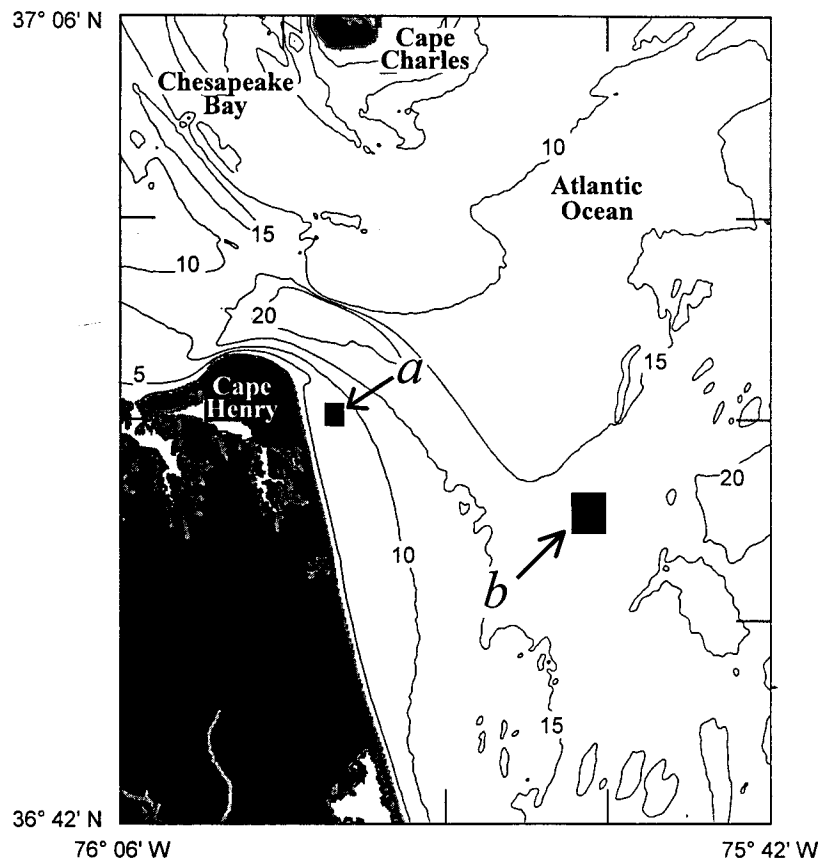 37° 06' N
Cape
Charles
Chesapeake
Bay
10
Atlantic
Ocean
15
10
20
15
5
Cape
Henry
a
20
10
b
15
36° 42' N
76° 06' W
75° 42' W